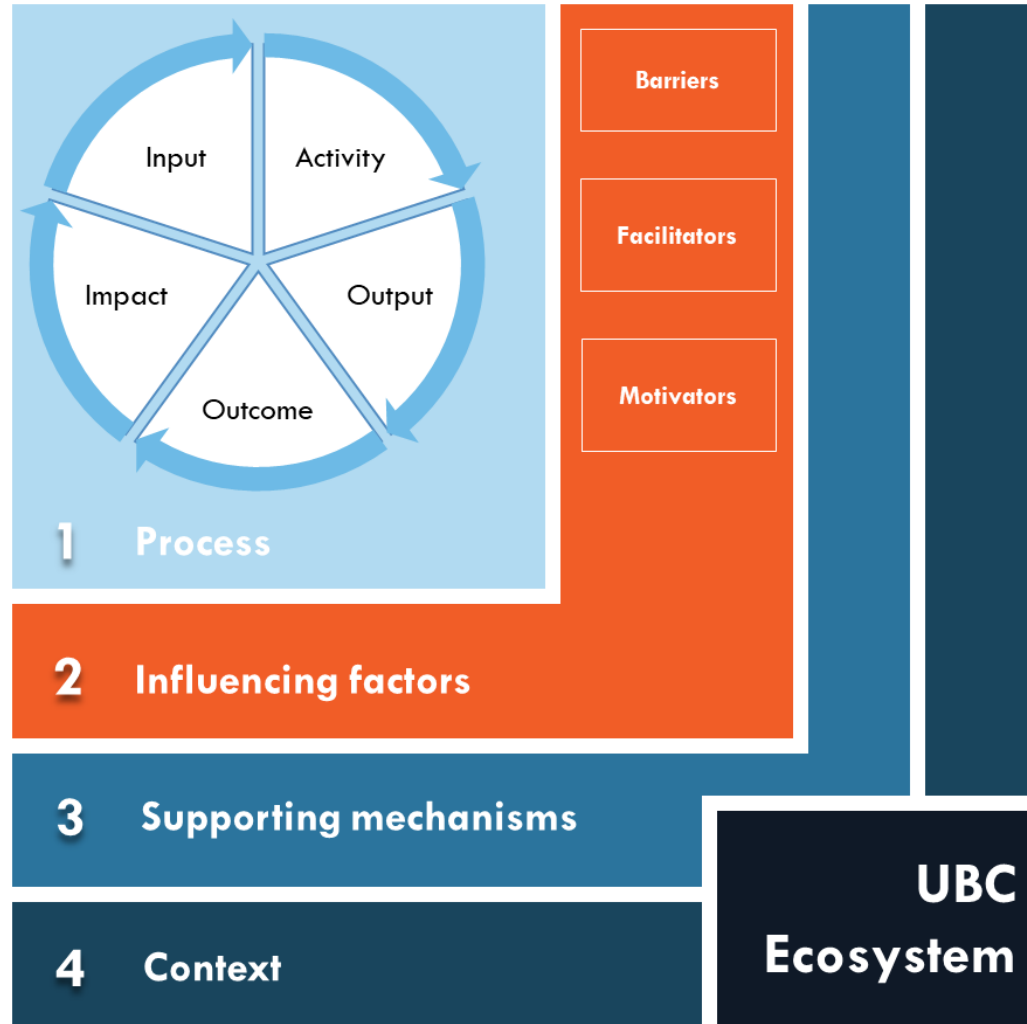 Input
Activity
Output
Outcome
Impact
1 Process
Barriers
Facilitators
Motivators
2 Influencing factors
3 Supporting mechanisms
4 Context
UBC
Ecosystem